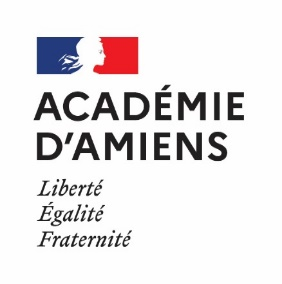 ACADÉMIE
D'AMIENS
Liberté
Égalité
Fraternité